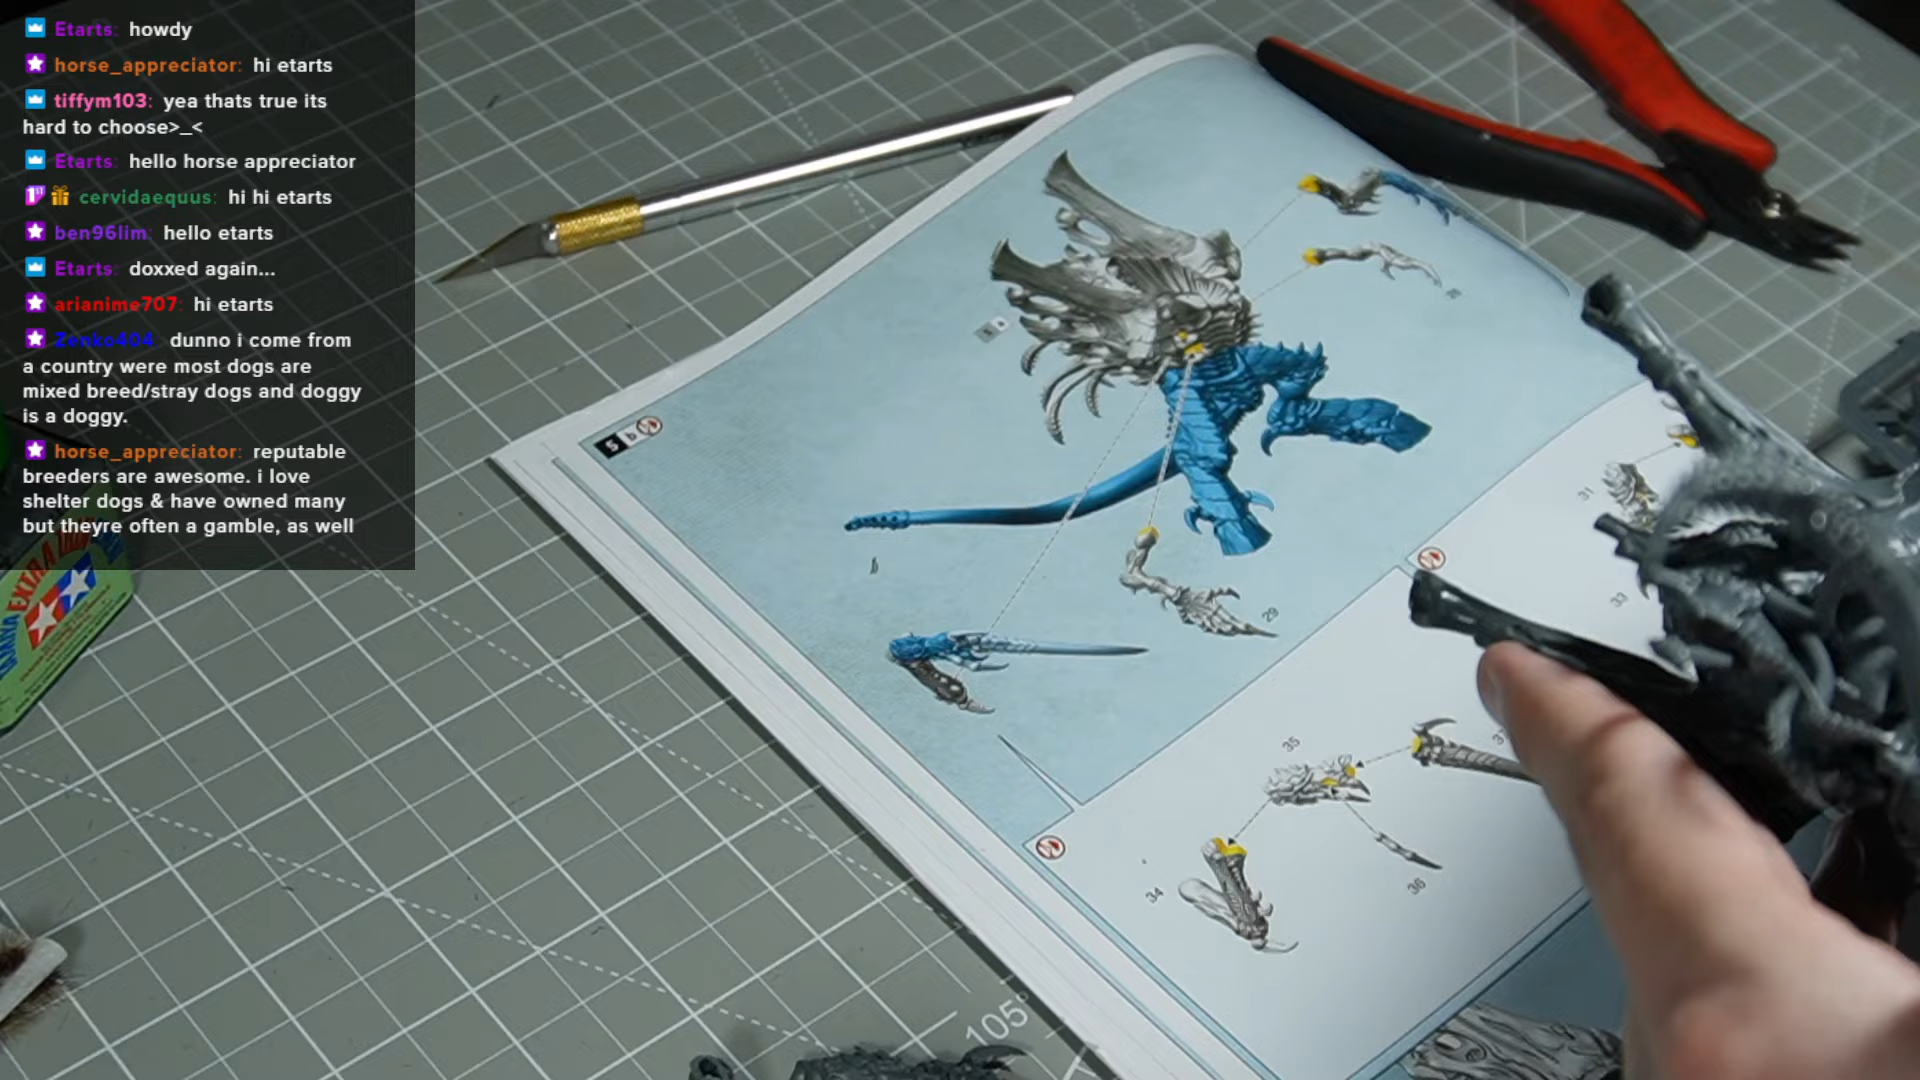 Etarts: howdy
horse_appreciator: hi etarts
tiffym103: yea thats true its
hard to choose>_<
Etarts: hello horse appreciator
cervidaequus: hi hi etarts
ben96lim: hello etarts
Etarts: doxxed again...
arianime707: hi etarts
Zenko404: dunno i come from
a country were most dogs are
mixed breed/stray dogs and doggy
is a doggy.
horse_appreciator: reputable
breeders are awesome. i love
shelter dogs & have owned many
but theyre often a gamble, as well
5 b
29
31
33
35
34
36
EXTRA
105°